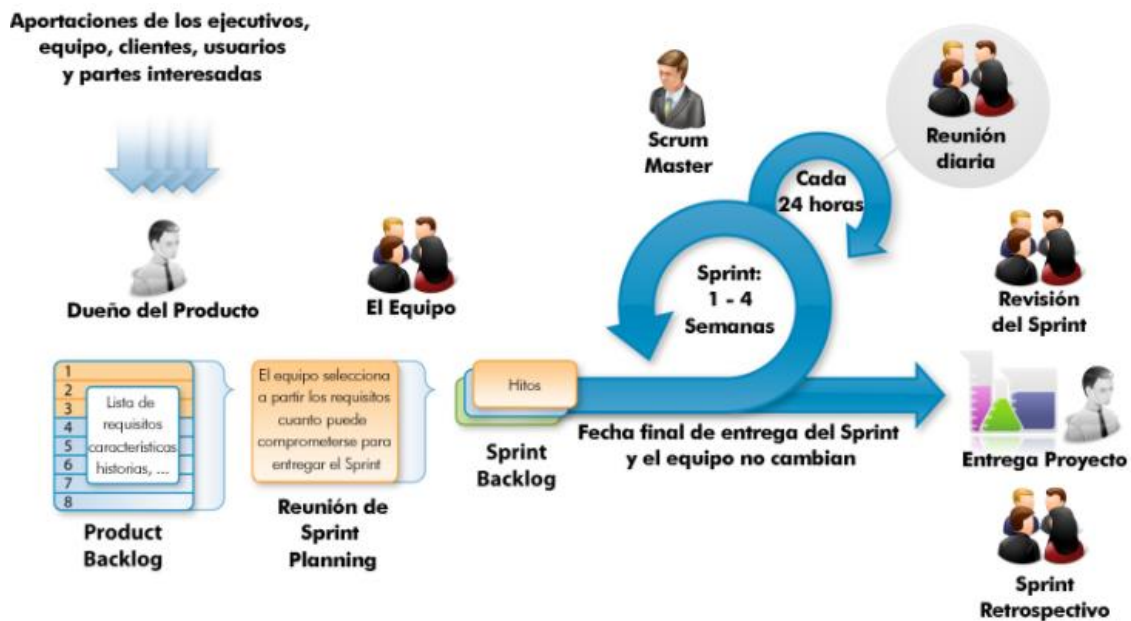 Aportaciones de los ejecutivos,
equipo, clientes, usuarios
y partes interesadas
Dueño del Producto
El Equipo
Scrum
Master
Reunión
diaria
Cada
24 horas
Sprint:
1 - 4
Semanas
Revisión
del Sprint
1
2
3
4
5
6
7
8
Lista de
requisitos
características
historias, ...
Product
Backlog
El equipo selecciona
a partir los requisitos
cuanto puede
comprometerse para
entregar el Sprint
Reunión de
Sprint
Planning
Hitos
Sprint
Backlog
Fecha final de entrega del Sprint
y el equipo no cambian
Entrega Proyecto
Sprint
Retrospectivo